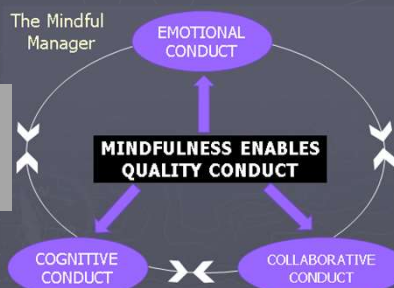 The Mindful
Manager
EMOTIONAL
CONDUCT
MINDFULNESS ENABLES
QUALITY CONDUCT
COGNITIVE
CONDUCT
COLLABORATIVE
CONDUCT